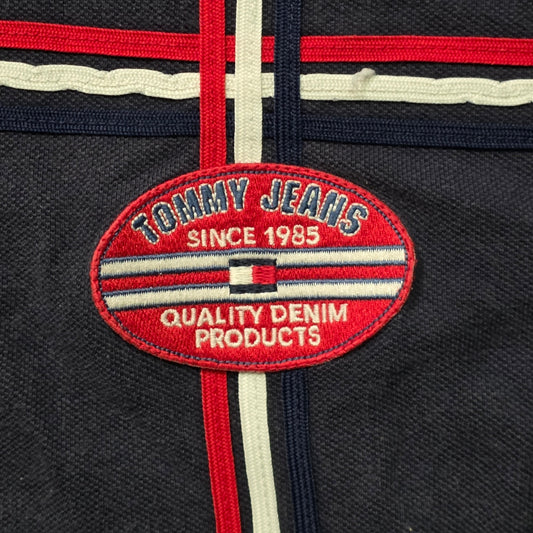 TOMMY JEANS
SINCE 1985
QUALITY DENIM
PRODUCTS